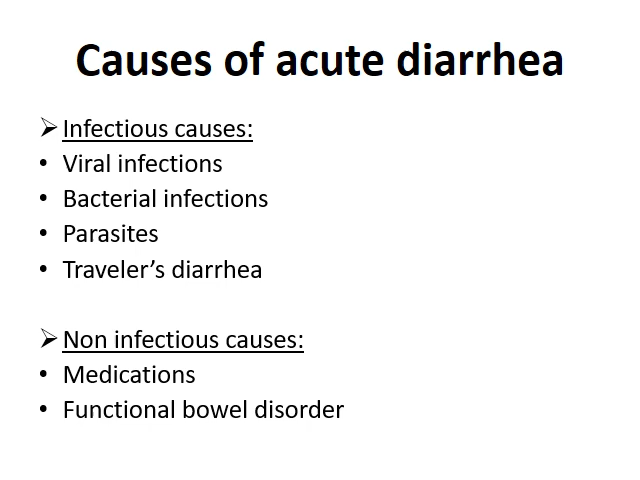 Causes of acute diarrhea
➢Infectious causes:
• Viral infections
• Bacterial infections
• Parasites
• Traveler’s diarrhea
➢Non infectious causes:
• Medications
• Functional bowel disorder